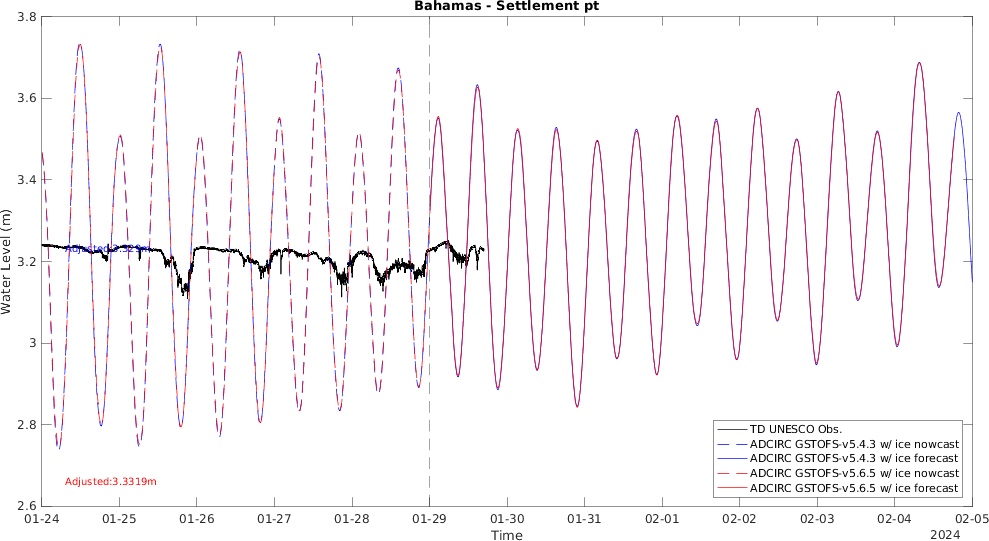 Bahamas - Settlement pt
Water Level (m)
3.8
3.6
3.4
3.2
3
2.8
2.6
Adjusted:3.3319m
TD UNESCO Obs.
ADCIRC GSTOFS-v5.4.3 w/ ice nowcast
ADCIRC GSTOFS-v5.4.3 w/ ice forecast
ADCIRC GSTOFS-v5.6.5 w/ ice nowcast
ADCIRC GSTOFS-v5.6.5 w/ ice forecast
01-24 01-25 01-26 01-27 01-28 01-29 01-30 01-31 02-01 02-02 02-03 02-04 02-05
Time
2024